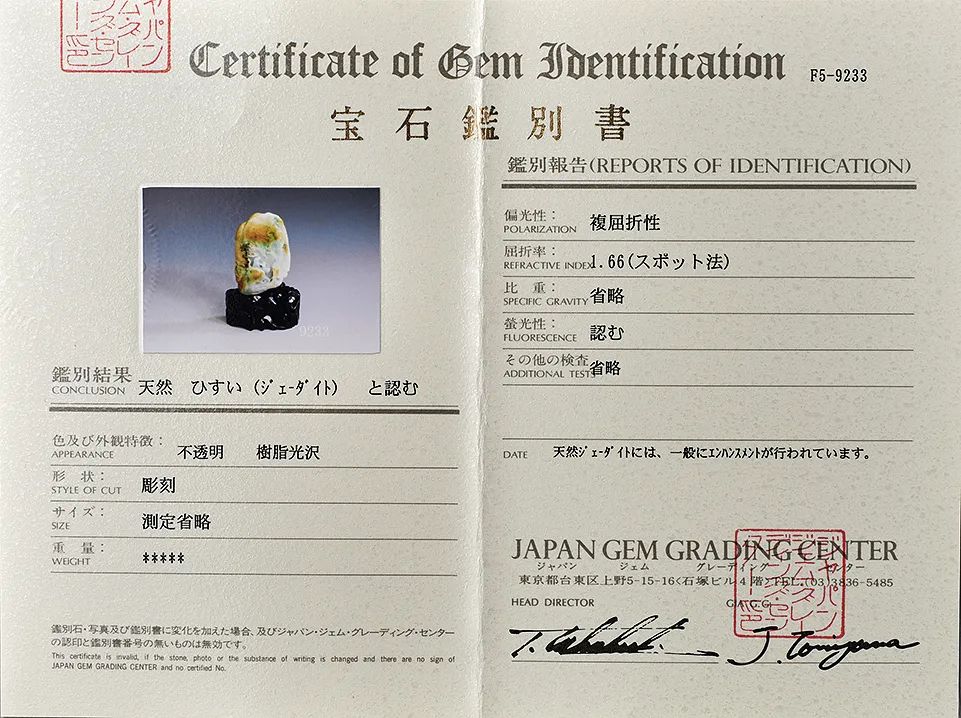 Certificate of Gem Identification
F5-9233
宝石鑑別書
9233
鑑別結果 天然 ひすい (ｼﾞｪｰﾀﾞｲﾄ) と認む
CONCLUSION
色及び外観特徴： 不透明 樹脂光沢
APPEARANCE
形 状： 彫刻
STYLE OF CUT
サイズ： 測定省略
SIZE
重 量： *****
WEIGHT
鑑別石・写真及び鑑別書に変化を加えた場合、及びジャパン・ジェム・グレーディング・センター
の認印と鑑別書番号の無いものは無効です。
This certificate is invalid, if the stone, photo or the substance of writing is changed and there are no sign of
JAPAN GEM GRADING CENTER and no certified No.
鑑別報告(REPORTS OF IDENTIFICATION)
偏光性： 複屈折性
POLARIZATION
屈折率： 1.66(スポット法)
REFRACTIVE INDEX
比 重： 省略
SPECIFIC GRAVITY
螢光性： 認む
FLUORESCENCE
その他の検査 省略
ADDITIONAL TESTS
DATE 天然ｼﾞｪｰﾀﾞｲﾄには、一般にｴﾝﾊﾝｽﾒﾝﾄが行われています。
JAPAN GEM GRADING CENTER
ジャパン ジェム グレーディング センター
東京都台東区上野5-15-16(石塚ビル4階)TEL.(03)3836-5485
HEAD DIRECTOR G.I.A.G.G.
J. Tomiyama